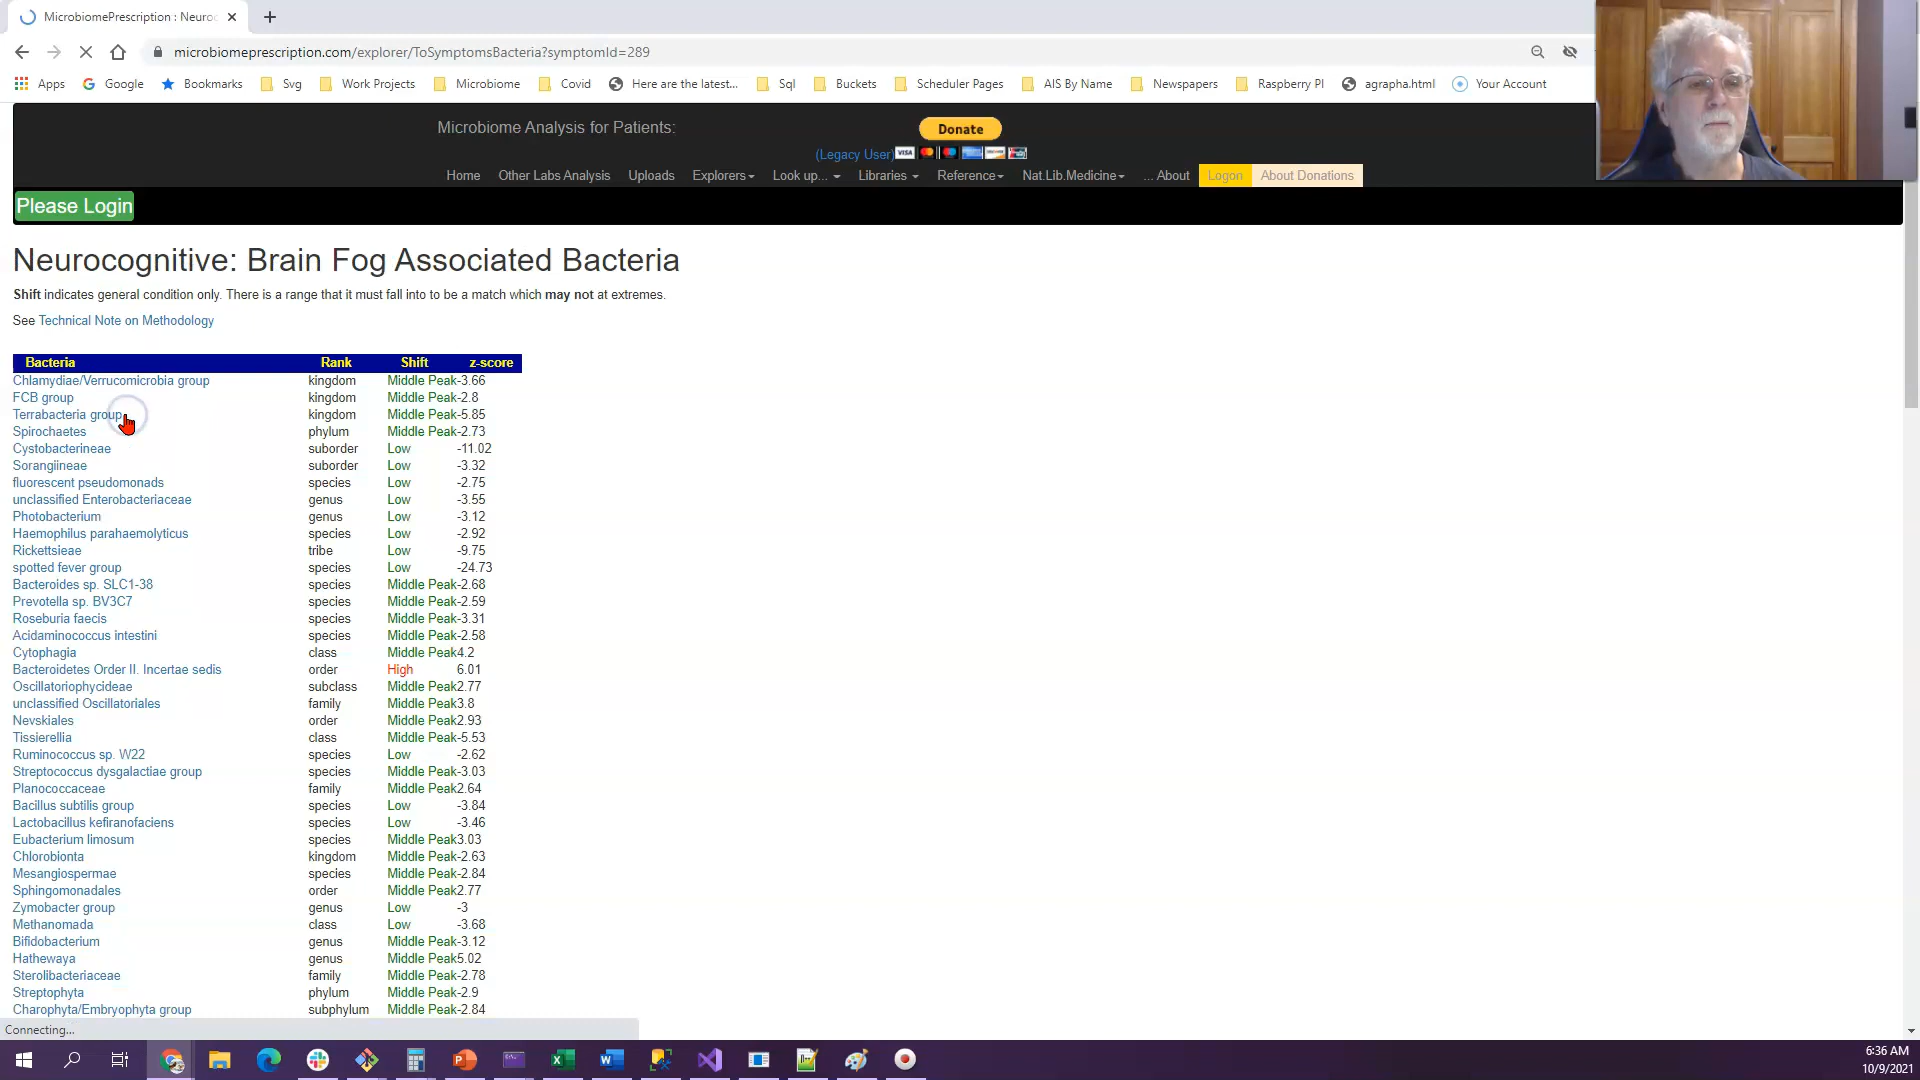 MicrobiomePrescription : Neuroc
microbiomeprescription.com/explorer/ToSymptomsBacteria?symptomId=289
Apps Google Bookmarks Svg Work Projects Microbiome Covid Here are the latest... Sql Buckets Scheduler Pages AIS By Name Newspapers Raspberry PI agrapha.html Your Account
Microbiome Analysis for Patients:
Donate
(Legacy User) VISA
Home Other Labs Analysis Uploads Explorers Look up... Libraries Reference Nat.Lib.Medicine ... About Logon About Donations
Please Login
Neurocognitive: Brain Fog Associated Bacteria
Shift indicates general condition only. There is a range that it must fall into to be a match which may not at extremes.
See Technical Note on Methodology
Bacteria Rank Shift z-score
Chlamydiae/Verrucomicrobia group kingdom Middle Peak -3.66
FCB group kingdom Middle Peak -2.8
Terrabacteria group kingdom Middle Peak -5.85
Spirochaetes phylum Middle Peak -2.73
Cystobacterineae suborder Low -11.02
Sorangiineae suborder Low -3.32
fluorescent pseudomonads species Low -2.75
unclassified Enterobacteriaceae genus Low -3.55
Photobacterium genus Low -3.12
Haemophilus parahaemolyticus species Low -2.92
Rickettsieae tribe Low -9.75
spotted fever group species Low -24.73
Bacteroides sp. SLC1-38 species Middle Peak -2.68
Prevotella sp. BV3C7 species Middle Peak -2.59
Roseburia faecis species Middle Peak -3.31
Acidaminococcus intestini species Middle Peak -2.58
Cytophagia class Middle Peak 4.2
Bacteroidetes Order II. Incertae sedis order High 6.01
Oscillatoriophycideae subclass Middle Peak 2.77
unclassified Oscillatoriales family Middle Peak 3.8
Nevskiales order Middle Peak 2.93
Tissierellia class Middle Peak -5.53
Ruminococcus sp. W22 species Low -2.62
Streptococcus dysgalactiae group species Middle Peak -3.03
Planococcaceae family Middle Peak 2.64
Bacillus subtilis group species Low -3.84
Lactobacillus kefiranofaciens species Low -3.46
Eubacterium limosum species Middle Peak 3.03
Chlorobionta kingdom Middle Peak -2.63
Mesangiospermae species Middle Peak -2.84
Sphingomonadales order Middle Peak 2.77
Zymobacter group genus Low -3
Methanomada class Low -3.68
Bifidobacterium genus Middle Peak -3.12
Hathewaya genus Middle Peak 5.02
Sterolibacteriaceae family Middle Peak -2.78
Streptophyta phylum Middle Peak -2.9
Charophyta/Embryophyta group subphylum Middle Peak -2.84
Connecting...
6:36 AM
10/9/2021